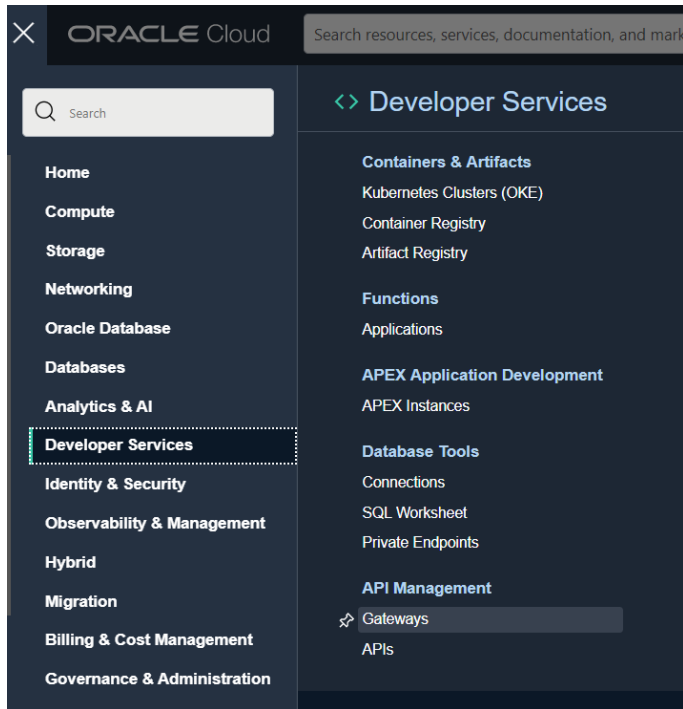 ORACLE Cloud
Search resources, services, documentation, and mark
Search
Home
Compute
Storage
Networking
Oracle Database
Databases
Analytics & AI
Developer Services
Identity & Security
Observability & Management
Hybrid
Migration
Billing & Cost Management
Governance & Administration
<> Developer Services
Containers & Artifacts
Kubernetes Clusters (OKE)
Container Registry
Artifact Registry
Functions
Applications
APEX Application Development
APEX Instances
Database Tools
Connections
SQL Worksheet
Private Endpoints
API Management
Gateways
APIs